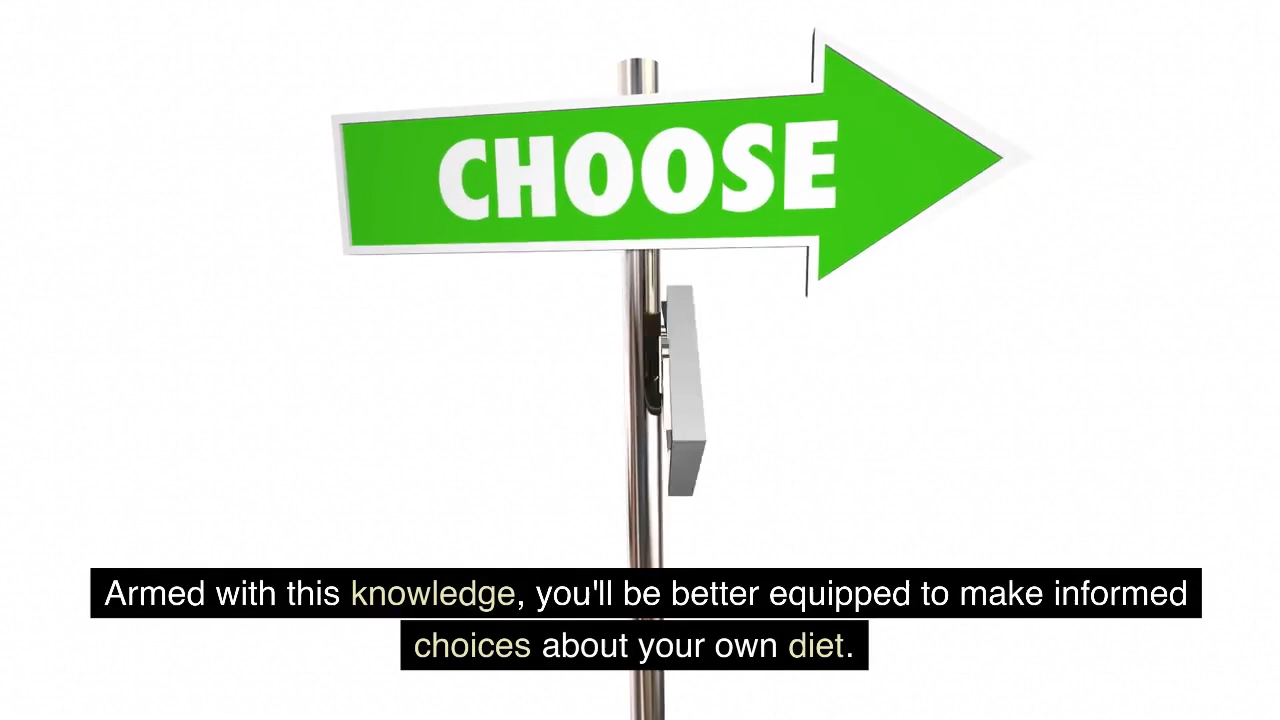 CHOOSE
Armed with this knowledge, you'll be better equipped to make informed
choices about your own diet.